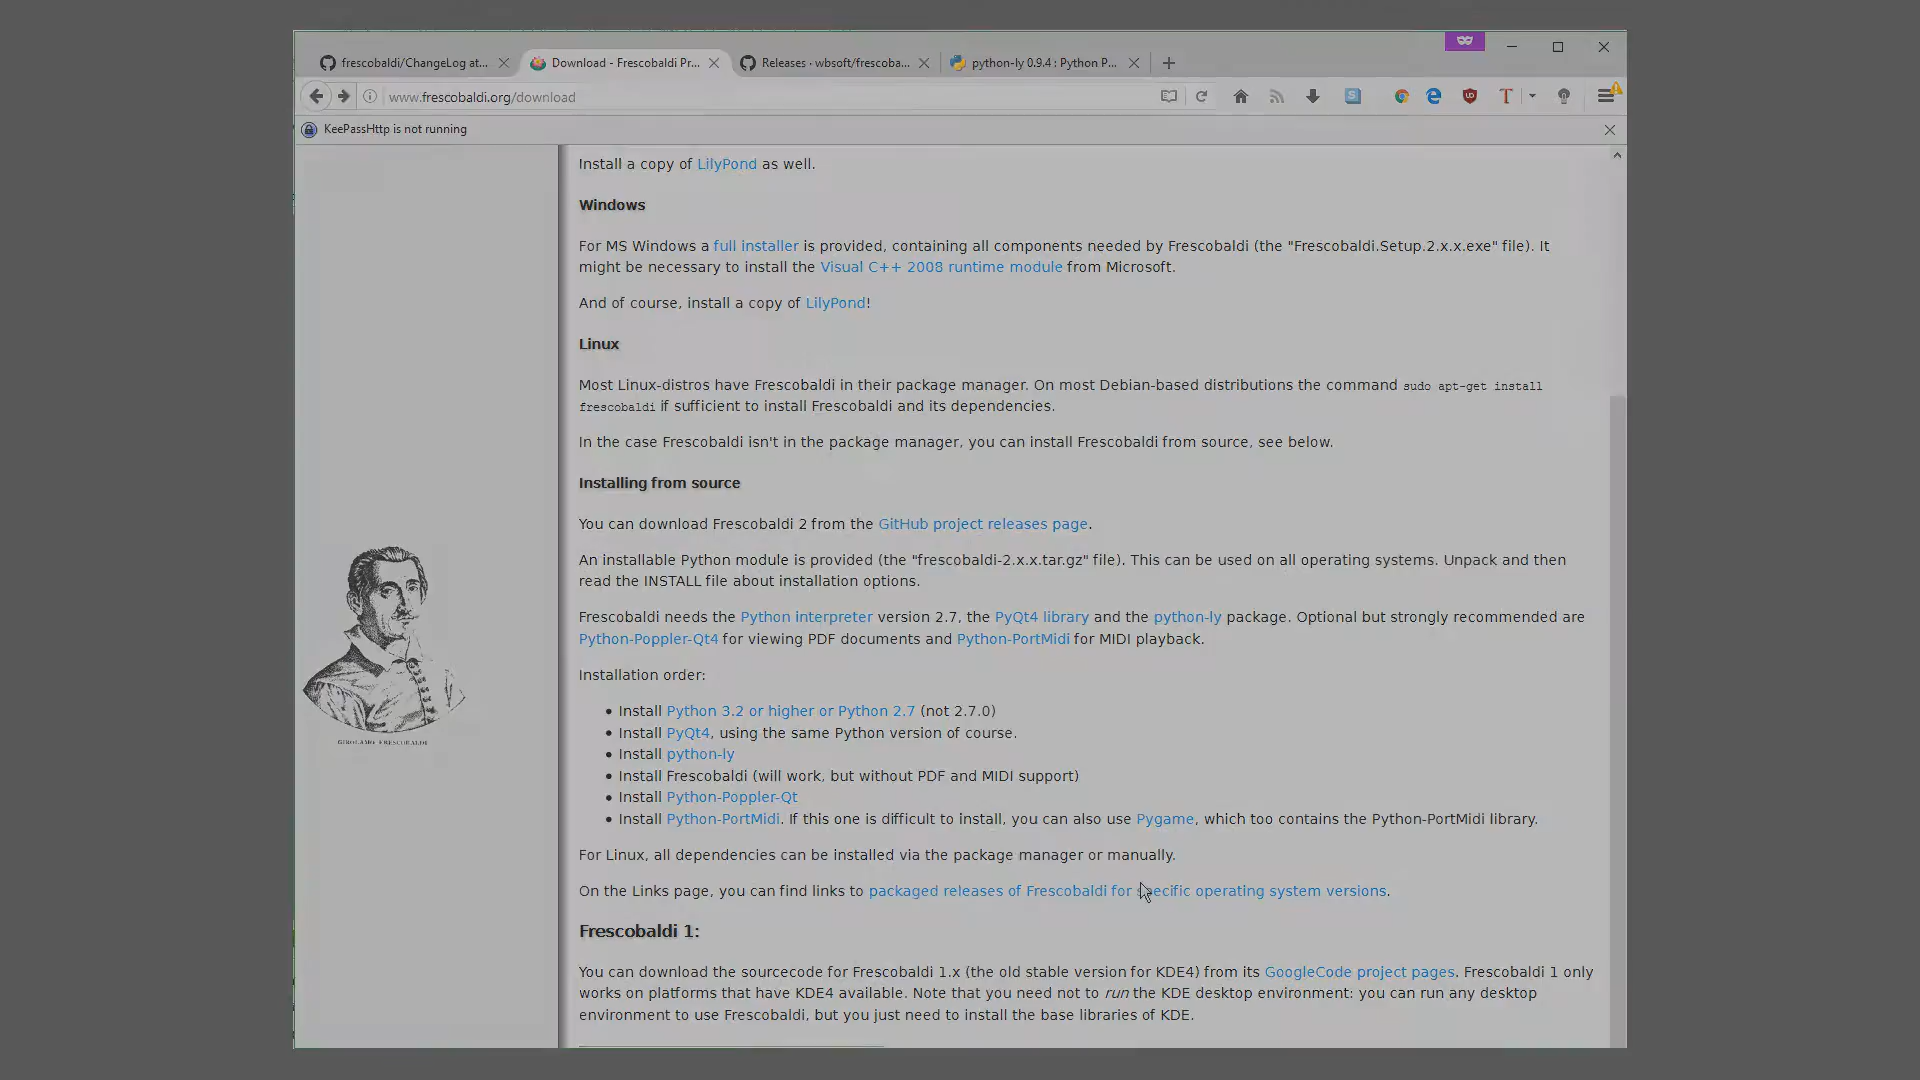 frescobaldi/ChangeLog at...
Download - Frescobaldi Pr...
Releases · wbsoft/frescoba...
python-ly 0.9.4 : Python P...
www.frescobaldi.org/download
KeePassHttp is not running
Install a copy of LilyPond as well.
Windows
For MS Windows a full installer is provided, containing all components needed by Frescobaldi (the "Frescobaldi.Setup.2.x.x.exe" file). It
might be necessary to install the Visual C++ 2008 runtime module from Microsoft.
And of course, install a copy of LilyPond!
Linux
Most Linux-distros have Frescobaldi in their package manager. On most Debian-based distributions the command sudo apt-get install
frescobaldi if sufficient to install Frescobaldi and its dependencies.
In the case Frescobaldi isn't in the package manager, you can install Frescobaldi from source, see below.
Installing from source
You can download Frescobaldi 2 from the GitHub project releases page.
An installable Python module is provided (the "frescobaldi-2.x.x.tar.gz" file). This can be used on all operating systems. Unpack and then
read the INSTALL file about installation options.
Frescobaldi needs the Python interpreter version 2.7, the PyQt4 library and the python-ly package. Optional but strongly recommended are
Python-Poppler-Qt4 for viewing PDF documents and Python-PortMidi for MIDI playback.
Installation order:
• Install Python 3.2 or higher or Python 2.7 (not 2.7.0)
• Install PyQt4, using the same Python version of course.
• Install python-ly
• Install Frescobaldi (will work, but without PDF and MIDI support)
• Install Python-Poppler-Qt
• Install Python-PortMidi. If this one is difficult to install, you can also use Pygame, which too contains the Python-PortMidi library.
For Linux, all dependencies can be installed via the package manager or manually.
On the Links page, you can find links to packaged releases of Frescobaldi for specific operating system versions.
Frescobaldi 1:
You can download the sourcecode for Frescobaldi 1.x (the old stable version for KDE4) from its GoogleCode project pages. Frescobaldi 1 only
works on platforms that have KDE4 available. Note that you need not to run the KDE desktop environment: you can run any desktop
environment to use Frescobaldi, but you just need to install the base libraries of KDE.
GIROLAMO FRESCOBALDI